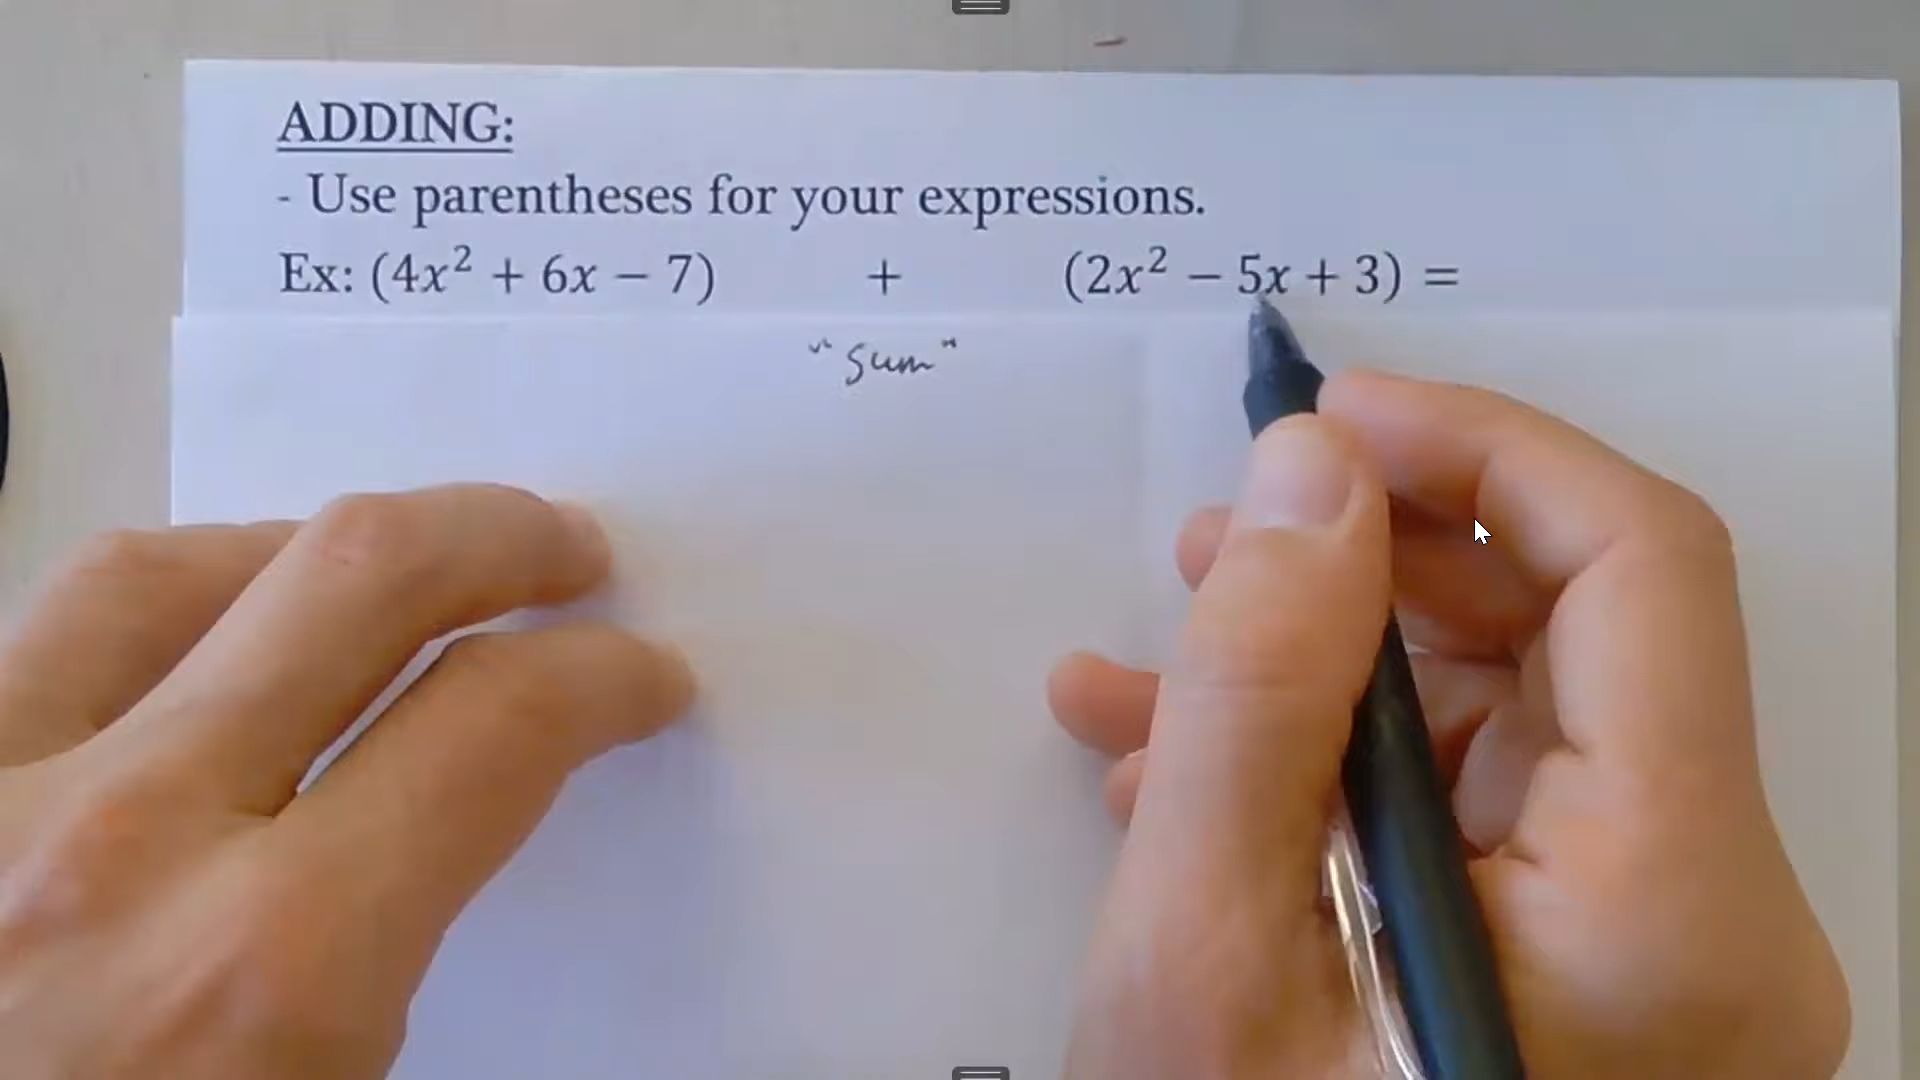 ADDING:
- Use parentheses for your expressions.
Ex: (4x² + 6x − 7) + (2x² − 5x + 3) =
"sum"